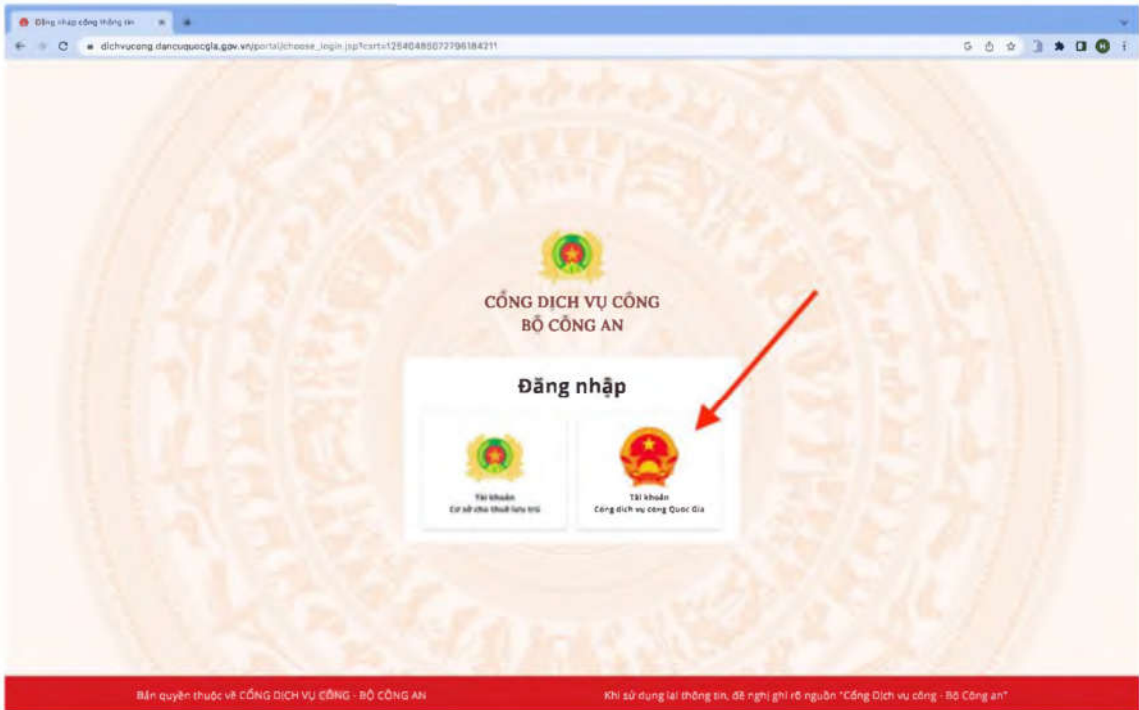 Đăng nhập cổng thông tin
dichvucong.dancuquocgia.gov.vn/portal/choose_login.jsp?csrt=12640485072796184211
H
CỔNG DỊCH VỤ CÔNG
BỘ CÔNG AN
Đăng nhập
Tài khoản
Cơ sở cho thuê lưu trú
Tài khoản
Cổng dịch vụ công Quốc Gia
Bản quyền thuộc về CỔNG DỊCH VỤ CÔNG - BỘ CÔNG AN
Khi sử dụng lại thông tin, đề nghị ghi rõ nguồn "Cổng Dịch vụ công - Bộ Công an"